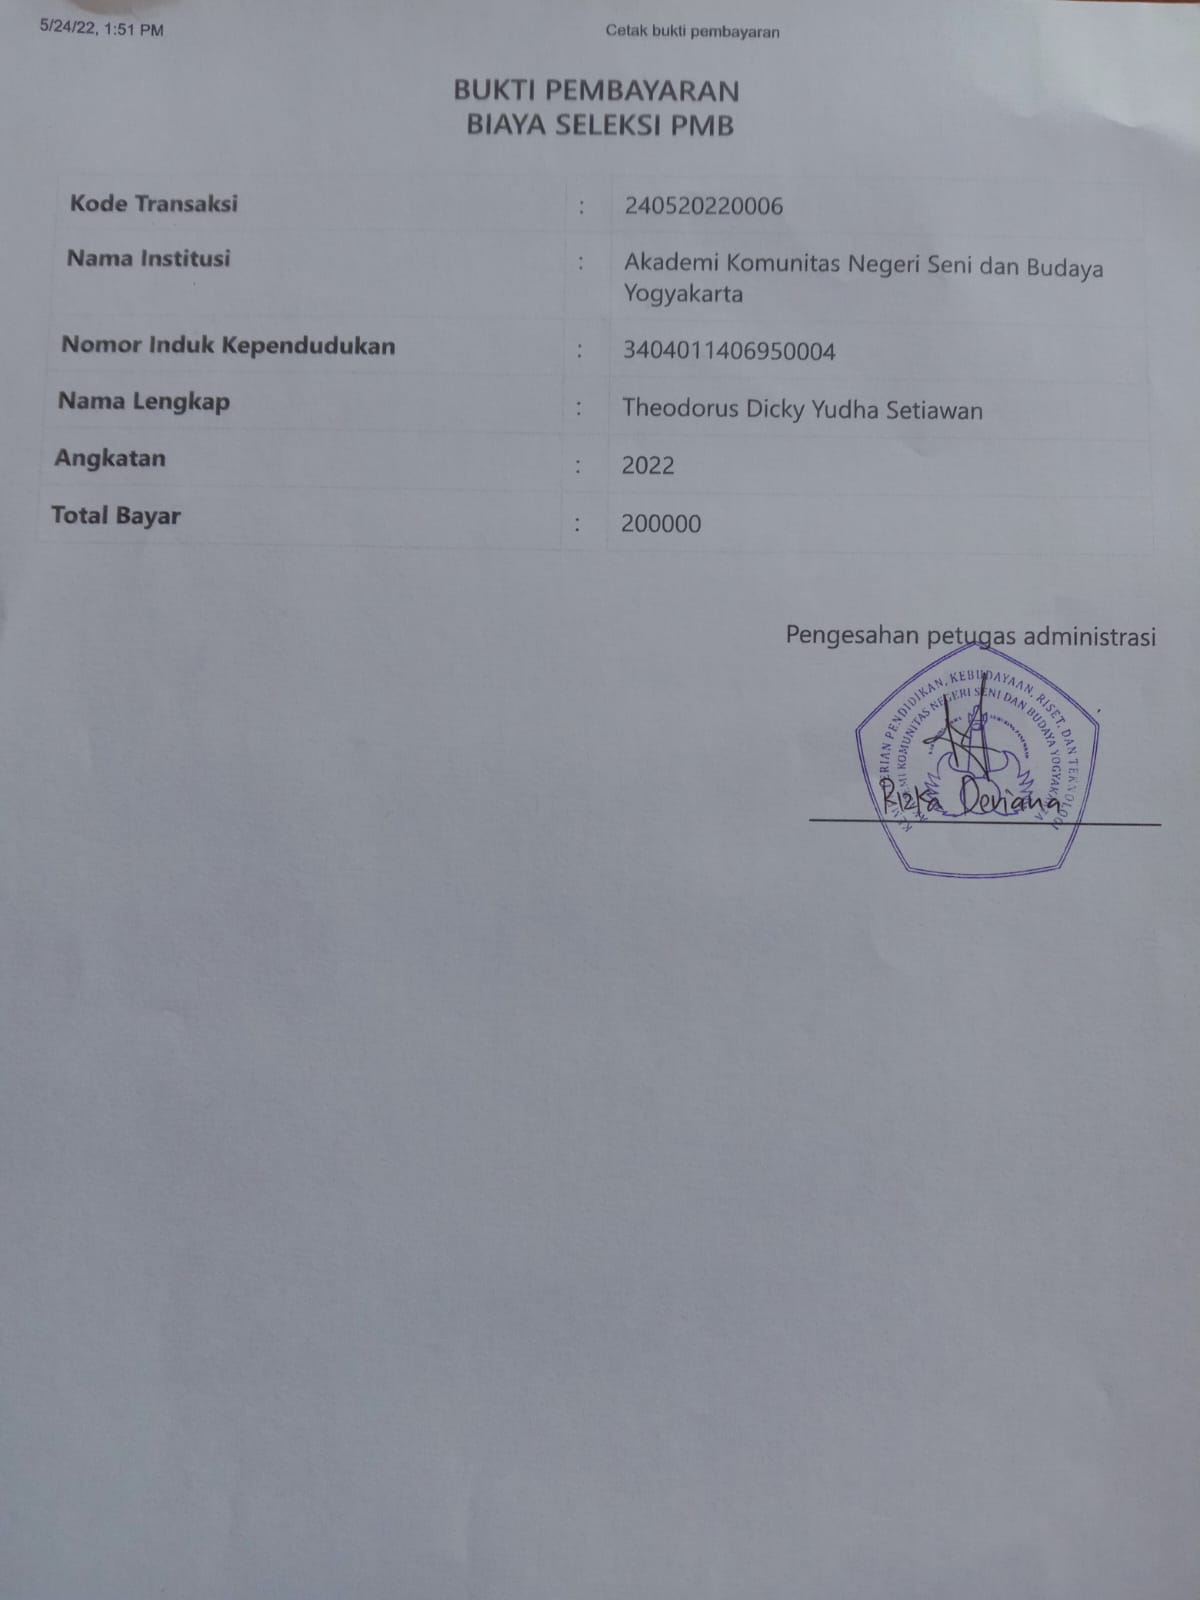 5/24/22, 1:51 PM
Cetak bukti pembayaran
BUKTI PEMBAYARAN
BIAYA SELEKSI PMB
Kode Transaksi : 240520220006
Nama Institusi : Akademi Komunitas Negeri Seni dan Budaya
Yogyakarta
Nomor Induk Kependudukan : 3404011406950004
Nama Lengkap : Theodorus Dicky Yudha Setiawan
Angkatan : 2022
Total Bayar : 200000
Pengesahan petugas administrasi
KEMENTERIAN PENDIDIKAN, KEBUDAYAAN, RISET, DAN TEKNOLOGI
AKADEMI KOMUNITAS NEGERI SENI DAN BUDAYA YOGYAKARTA
Rizka Deviana